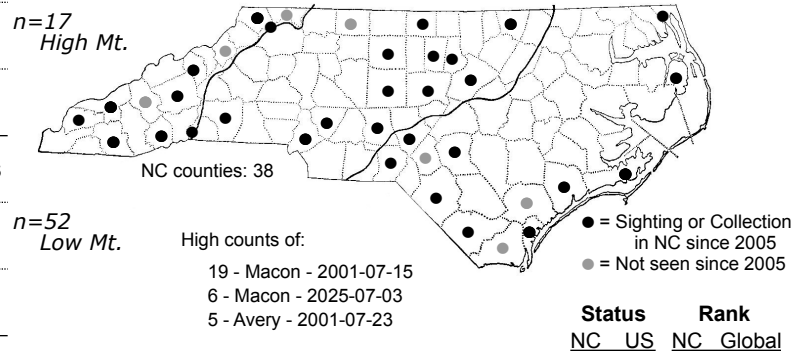 n=17
High Mt.
NC counties: 38
n=52
Low Mt.
High counts of:
19 - Macon - 2001-07-15
6 - Macon - 2025-07-03
5 - Avery - 2001-07-23
= Sighting or Collection
in NC since 2005
= Not seen since 2005
Status Rank
NC US NC Global